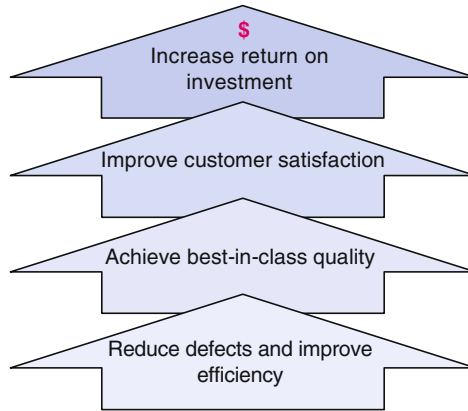 $
Increase return on
investment
Improve customer satisfaction
Achieve best-in-class quality
Reduce defects and improve
efficiency